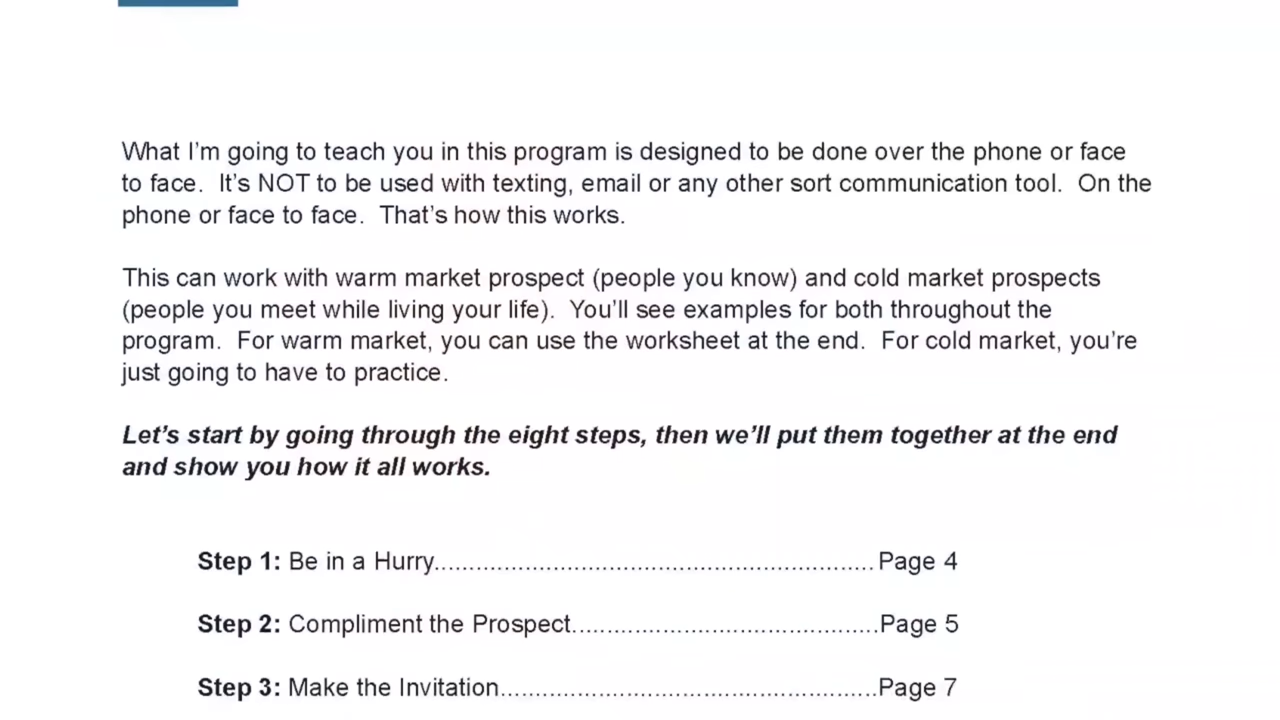 What I'm going to teach you in this program is designed to be done over the phone or face
to face.  It's NOT to be used with texting, email or any other sort communication tool.  On the
phone or face to face.  That's how this works.
This can work with warm market prospect (people you know) and cold market prospects
(people you meet while living your life).  You'll see examples for both throughout the
program.  For warm market, you can use the worksheet at the end.  For cold market, you're
just going to have to practice.
Let's start by going through the eight steps, then we'll put them together at the end
and show you how it all works.
Step 1: Be in a Hurry..............................................................Page 4
Step 2: Compliment the Prospect...........................................Page 5
Step 3: Make the Invitation.....................................................Page 7